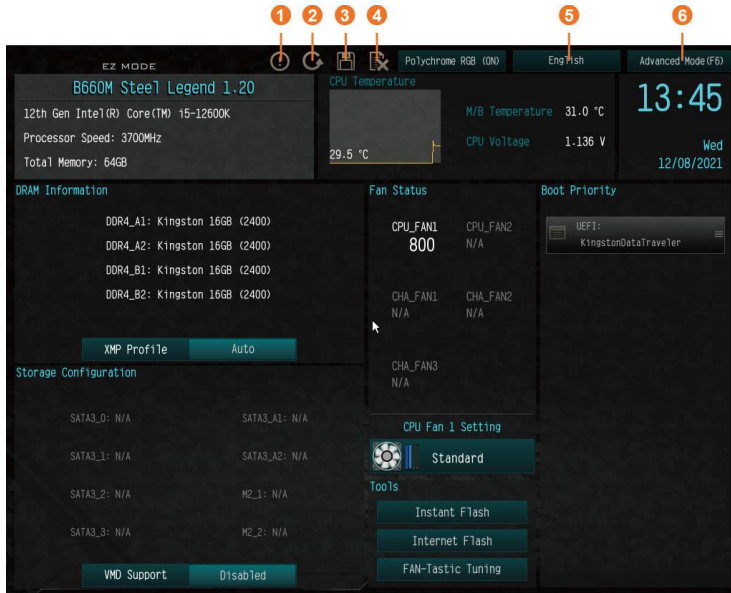 1 2 3 4 5 6
EZ MODE
Polychrome RGB (ON)
English
Advanced Mode(F6)
B660M Steel Legend 1.20
12th Gen Intel(R) Core(TM) i5-12600K
Processor Speed: 3700MHz
Total Memory: 64GB
CPU Temperature
29.5 °C
M/B Temperature 31.0 °C
CPU Voltage 1.136 V
13:45
Wed
12/08/2021
DRAM Information
DDR4_A1: Kingston 16GB (2400)
DDR4_A2: Kingston 16GB (2400)
DDR4_B1: Kingston 16GB (2400)
DDR4_B2: Kingston 16GB (2400)
XMP Profile Auto
Storage Configuration
SATA3_0: N/A SATA3_A1: N/A
SATA3_1: N/A SATA3_A2: N/A
SATA3_2: N/A M2_1: N/A
SATA3_3: N/A M2_2: N/A
VMD Support Disabled
Fan Status
CPU_FAN1 CPU_FAN2
800 N/A
CHA_FAN1 CHA_FAN2
N/A N/A
CHA_FAN3
N/A
CPU Fan 1 Setting
Standard
Tools
Instant Flash
Internet Flash
FAN-Tastic Tuning
Boot Priority
UEFI:
KingstonDataTraveler